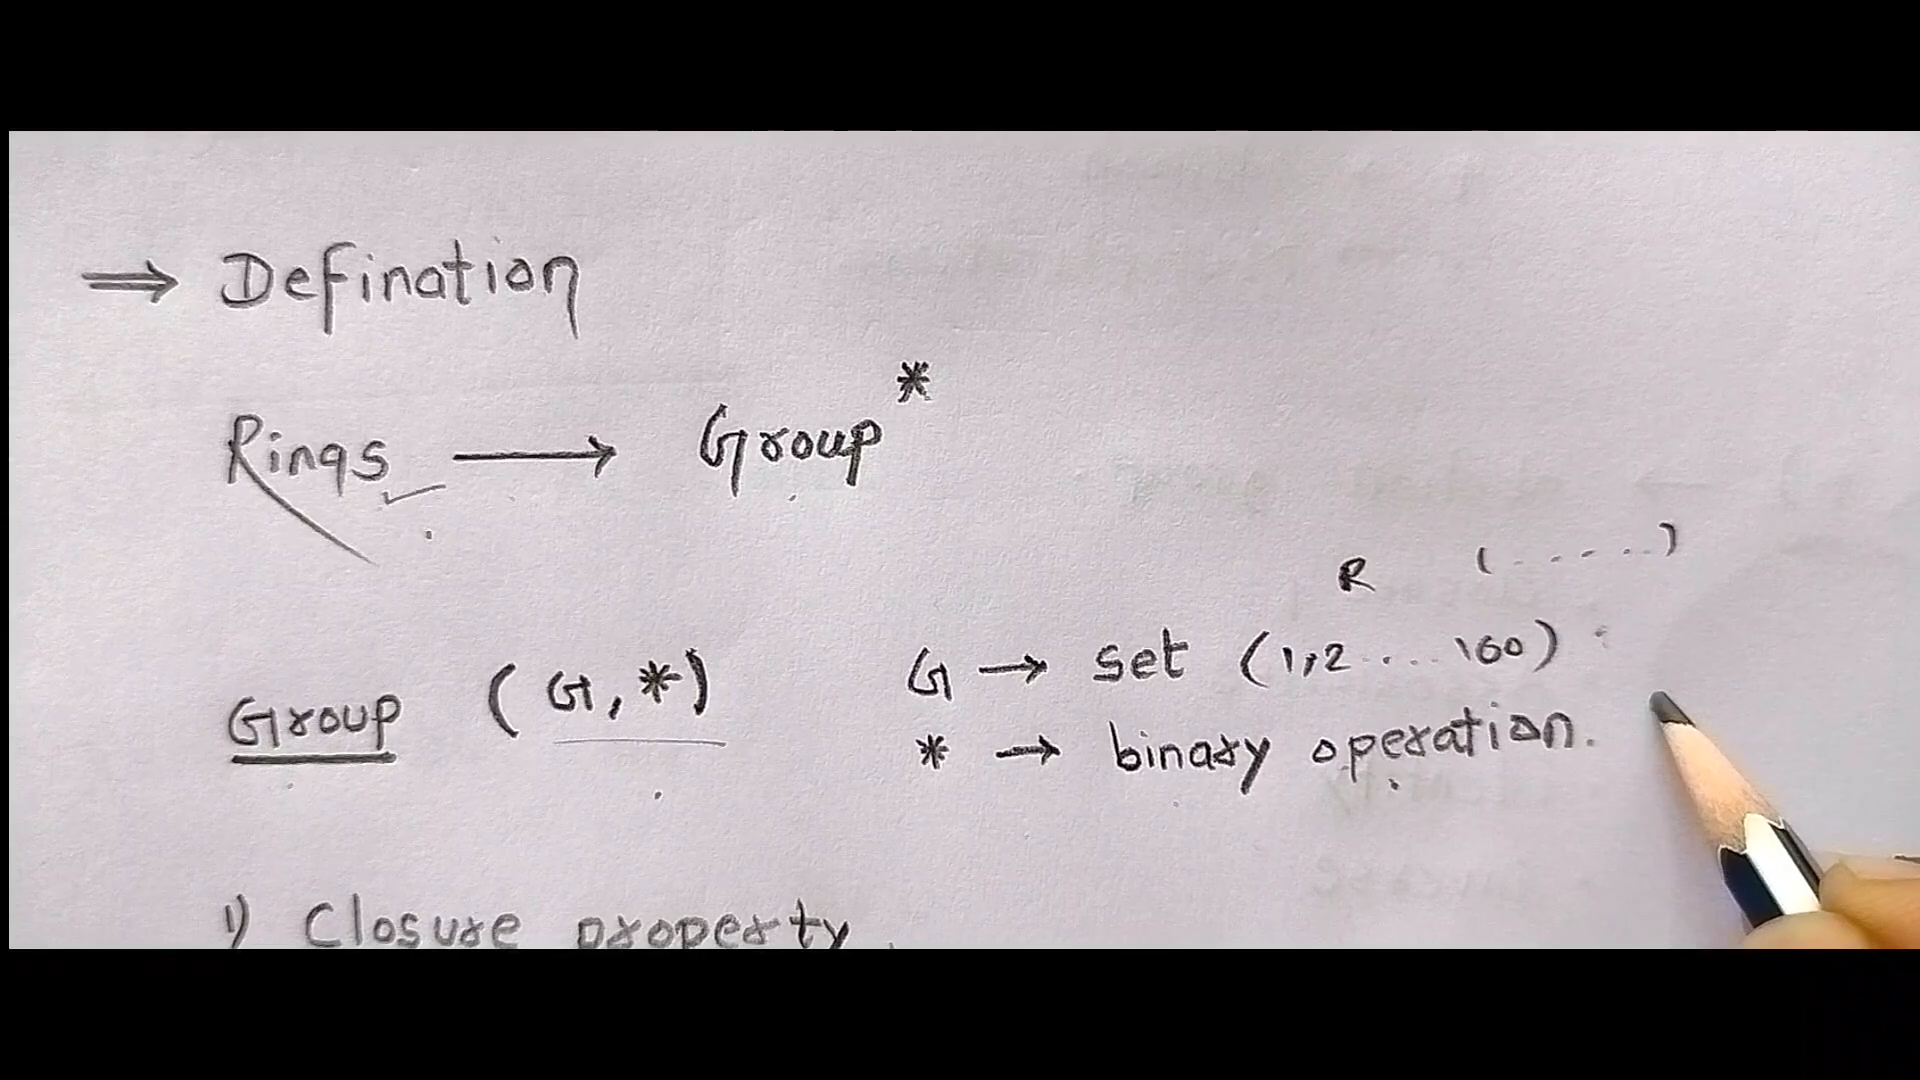 ⇒ Defination
Rings → Group *
R (.......)
Group (G, *) G → set (1,2 ... 100)
* → binary operation.
1) Closure property.